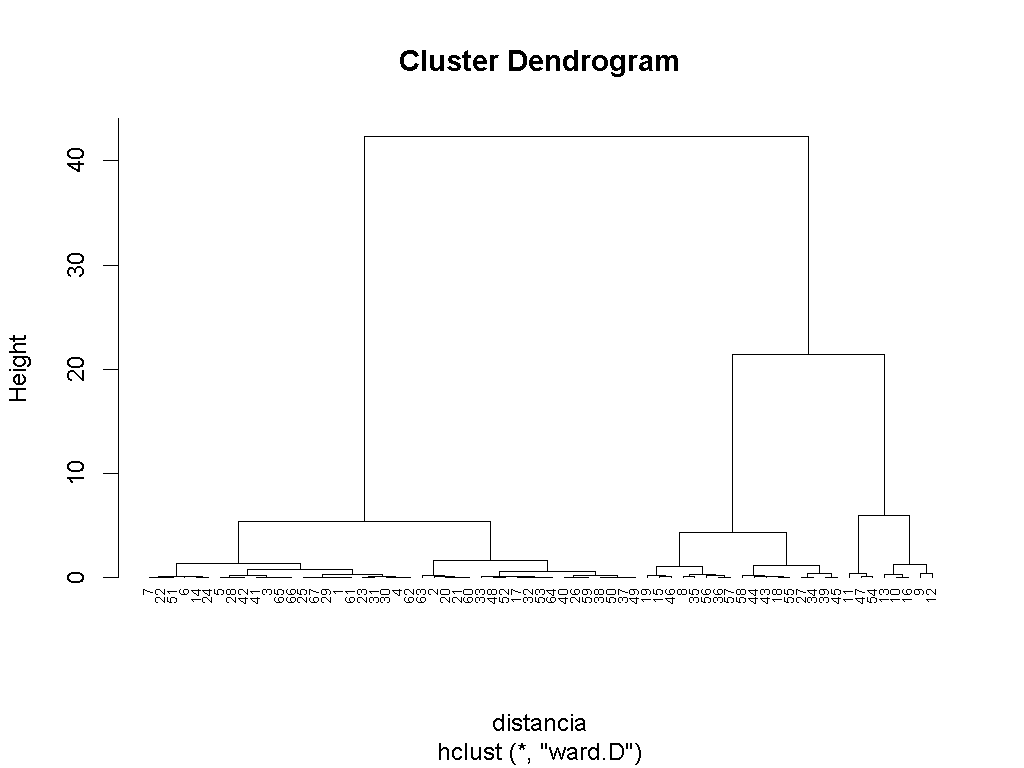 Cluster Dendrogram
Height
40
30
20
10
0
7 22 51 6 14 24 5 28 42 41 3 65 66 25 67 29 1 61 23 31 30 4 62 63 2 20 21 60 33 48 52 17 32 53 64 40 26 59 38 50 37 49 19 15 46 8 35 56 36 57 58 44 43 18 55 27 34 39 45 11 47 54 13 10 16 9 12
distancia
hclust (*, "ward.D")